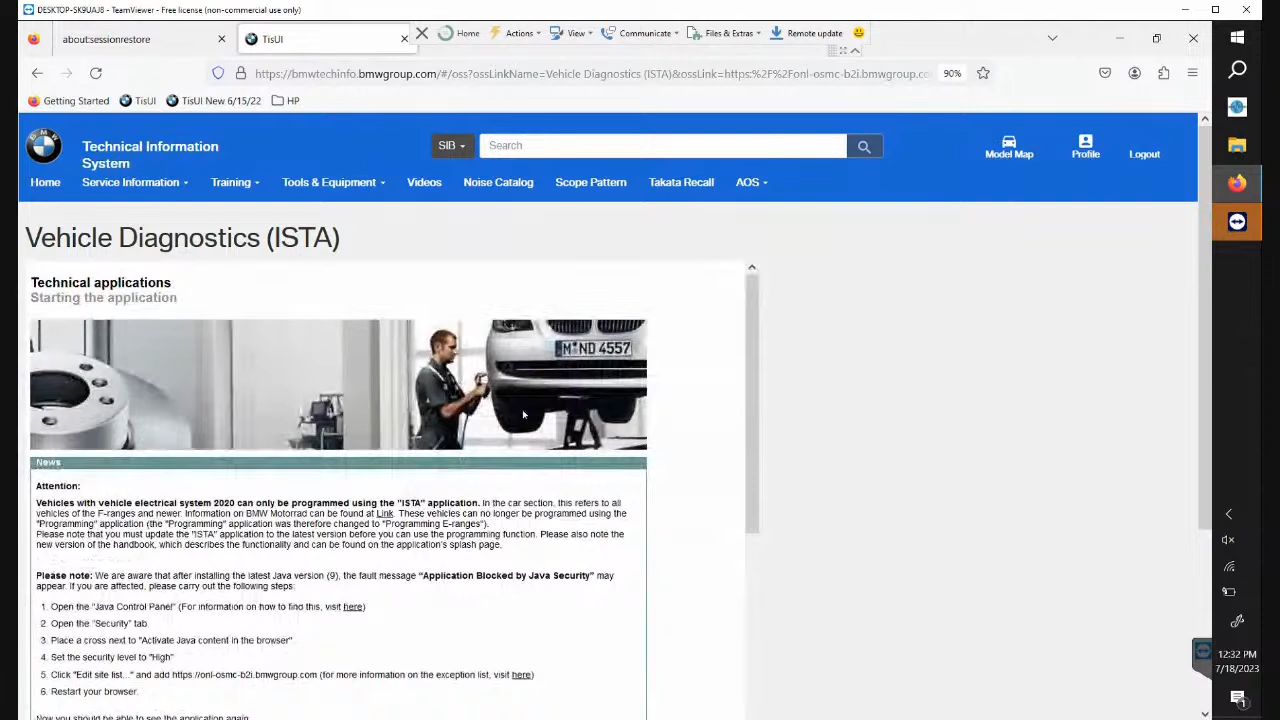 DESKTOP-SK9UAJ8 - TeamViewer - Free license (non-commercial use only)
about:sessionrestore
TisUI
Home
Actions
View
Communicate
Files & Extras
Remote update
https://bmwtechinfo.bmwgroup.com/#/oss?ossLinkName=Vehicle Diagnostics (ISTA)&ossLink=https:%2F%2Fonl-osmc-b2i.bmwgroup.co
90%
Getting Started
TisUI
TisUI New 6/15/22
HP
Technical Information System
SIB
Search
Model Map
Profile
Logout
Home
Service Information
Training
Tools & Equipment
Videos
Noise Catalog
Scope Pattern
Takata Recall
AOS
Vehicle Diagnostics (ISTA)
Technical applications
Starting the application
M ND 4557
News
Attention:
Vehicles with vehicle electrical system 2020 can only be programmed using the "ISTA" application. In the car section, this refers to all
vehicles of the F-ranges and newer. Information on BMW Motorrad can be found at Link. These vehicles can no longer be programmed using the
"Programming" application (the "Programming" application was therefore changed to "Programming E-ranges").
Please note that you must update the "ISTA" application to the latest version before you can use the programming function. Please also note the
new version of the handbook, which describes the functionality and can be found on the application's splash page.
Please note: We are aware that after installing the latest Java version (9), the fault message "Application Blocked by Java Security" may
appear. If you are affected, please carry out the following steps:
1. Open the "Java Control Panel" (For information on how to find this, visit here)
2. Open the "Security" tab.
3. Place a cross next to "Activate Java content in the browser"
4. Set the security level to "High"
5. Click "Edit site list..." and add https://onl-osmc-b2i.bmwgroup.com (for more information on the exception list, visit here)
6. Restart your browser.
Now you should be able to see the application again
12:32 PM
7/18/2023
1